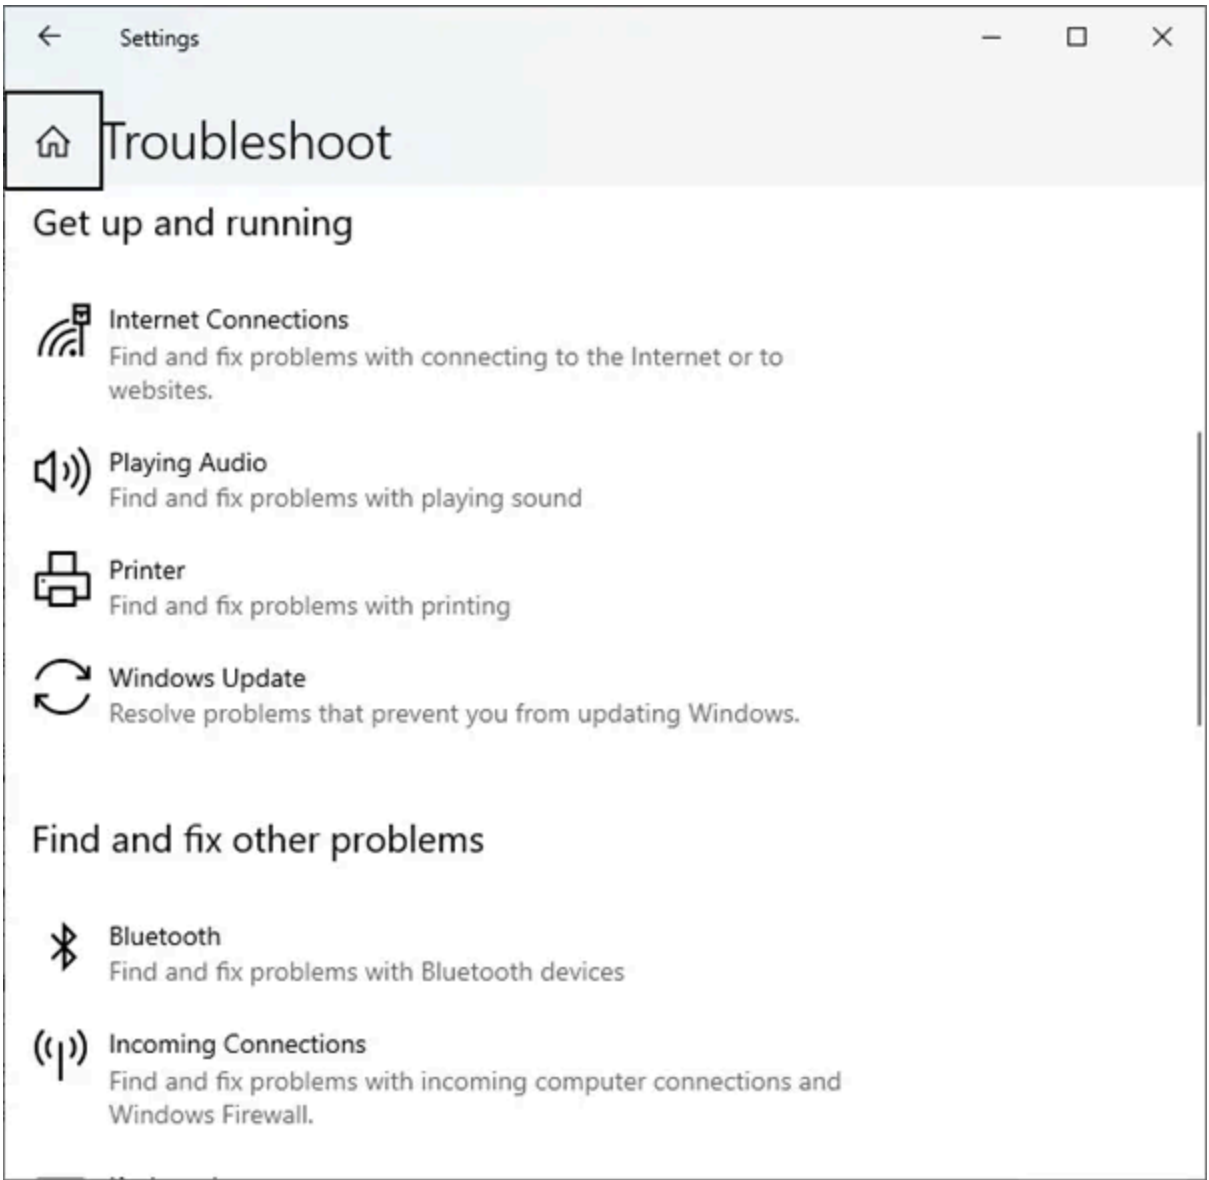 Settings
Troubleshoot
Get up and running
Internet Connections
Find and fix problems with connecting to the Internet or to
websites.
Playing Audio
Find and fix problems with playing sound
Printer
Find and fix problems with printing
Windows Update
Resolve problems that prevent you from updating Windows.
Find and fix other problems
Bluetooth
Find and fix problems with Bluetooth devices
Incoming Connections
Find and fix problems with incoming computer connections and
Windows Firewall.